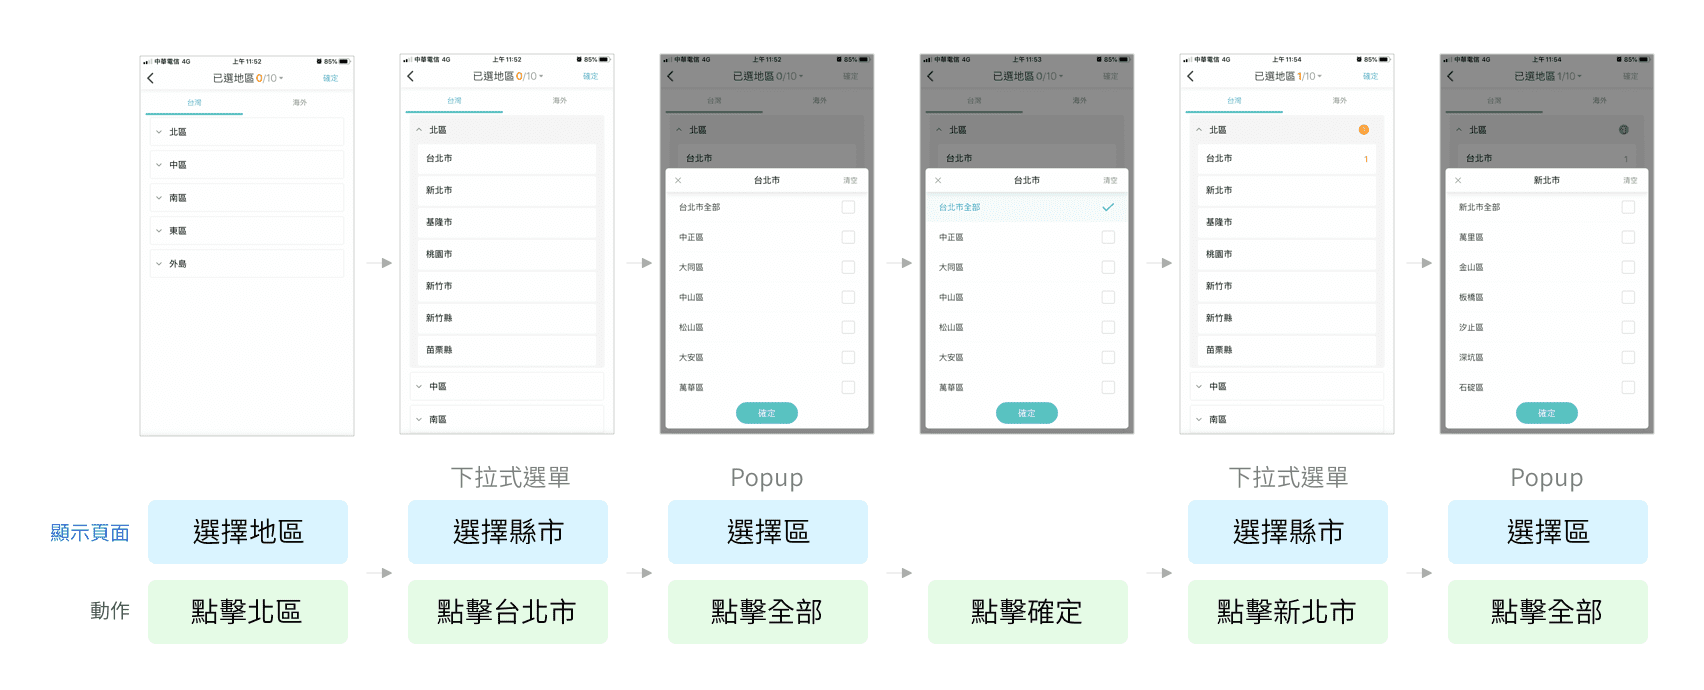 中華電信 4G 上午11:52 85%
已選地區0/10 確定
台灣 海外
北區
中區
南區
東區
外島
中華電信 4G 上午11:52 85%
已選地區0/10 確定
台灣 海外
北區
台北市
新北市
基隆市
桃園市
新竹市
新竹縣
苗栗縣
中區
南區
中華電信 4G 上午11:52 85%
已選地區0/10 確定
台灣 海外
北區
台北市
台北市 清空
台北市全部
中正區
大同區
中山區
松山區
大安區
萬華區
確定
中華電信 4G 上午11:53 85%
已選地區0/10 確定
台灣 海外
北區
台北市
台北市 清空
台北市全部
中正區
大同區
中山區
松山區
大安區
萬華區
確定
中華電信 4G 上午11:54 85%
已選地區1/10 確定
台灣 海外
北區
台北市 1
新北市
基隆市
桃園市
新竹市
新竹縣
苗栗縣
中區
南區
中華電信 4G 上午11:54 85%
已選地區1/10 確定
台灣 海外
北區
台北市 1
新北市 清空
新北市全部
萬里區
金山區
板橋區
汐止區
深坑區
石碇區
確定
下拉式選單 Popup 下拉式選單 Popup
顯示頁面 選擇地區 選擇縣市 選擇區 選擇縣市 選擇區
動作 點擊北區 點擊台北市 點擊全部 點擊確定 點擊新北市 點擊全部